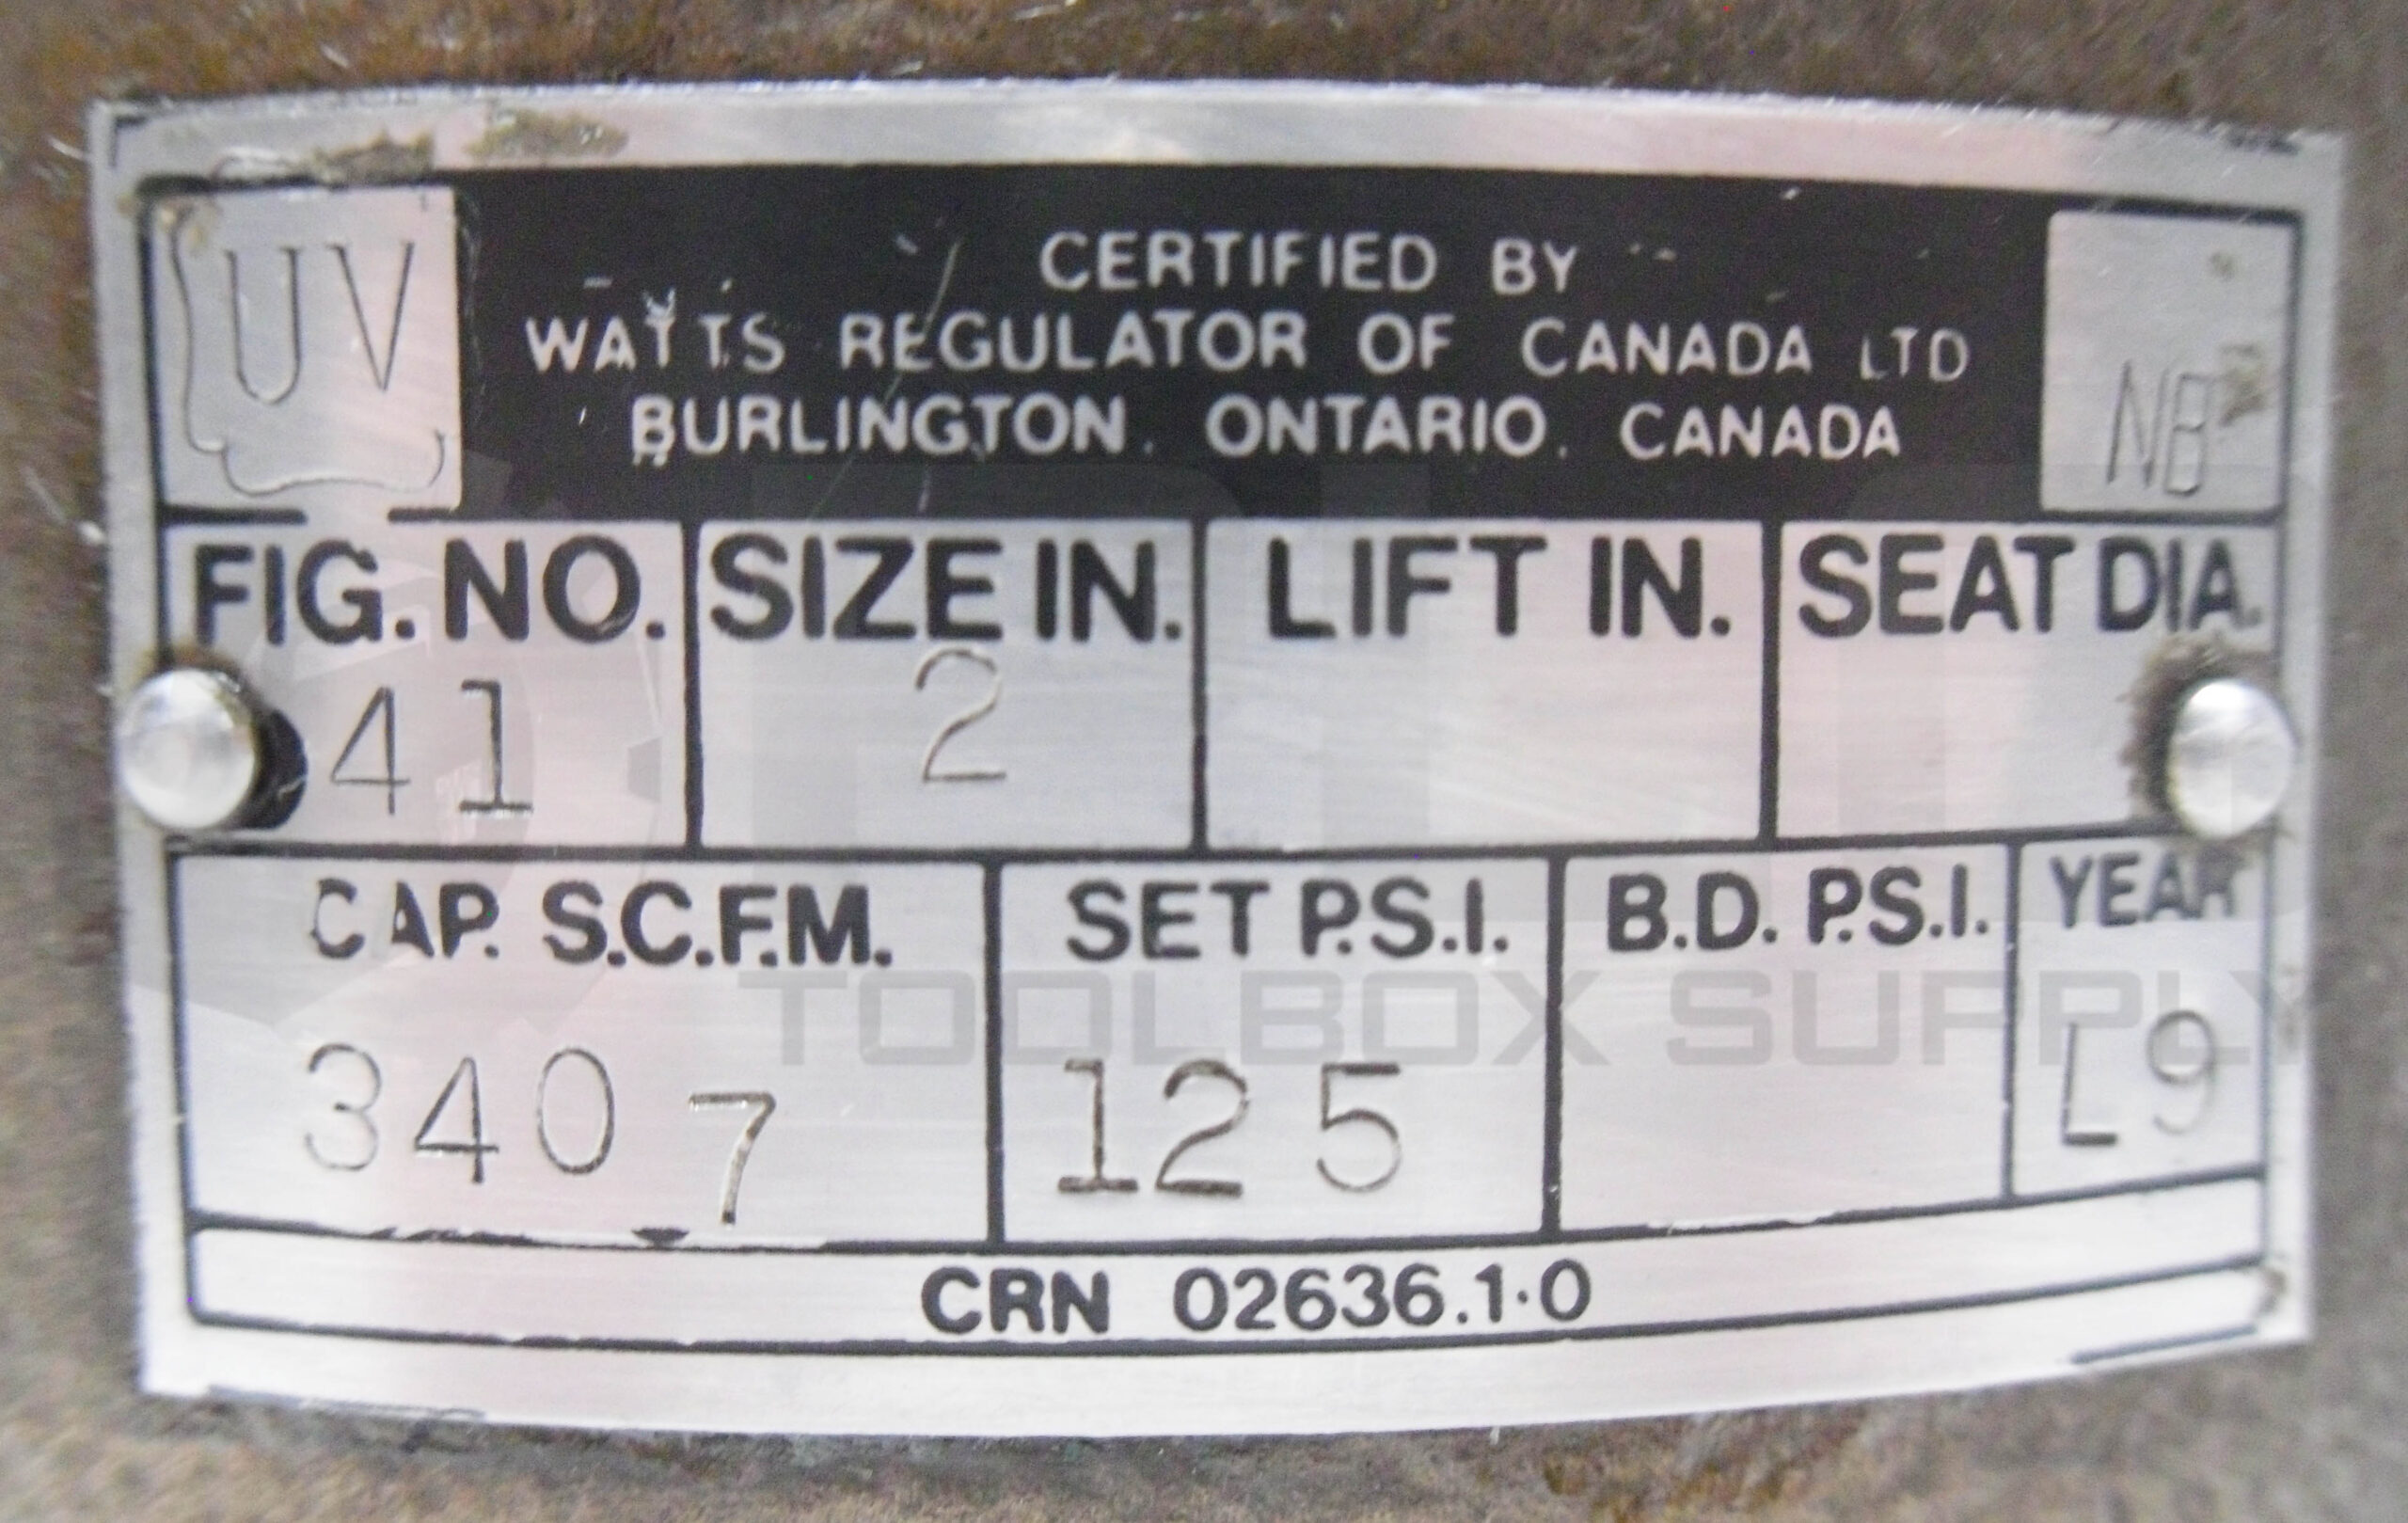 UV
CERTIFIED BY
WATTS REGULATOR OF CANADA LTD
BURLINGTON, ONTARIO, CANADA
NB
FIG. NO. SIZE IN. LIFT IN. SEAT DIA.
41 2
CAP. S.C.F.M. SET P.S.I. B.D. P.S.I. YEAR
TOOLBOX SUPPLY
3407 125 L9
CRN 02636.1·0